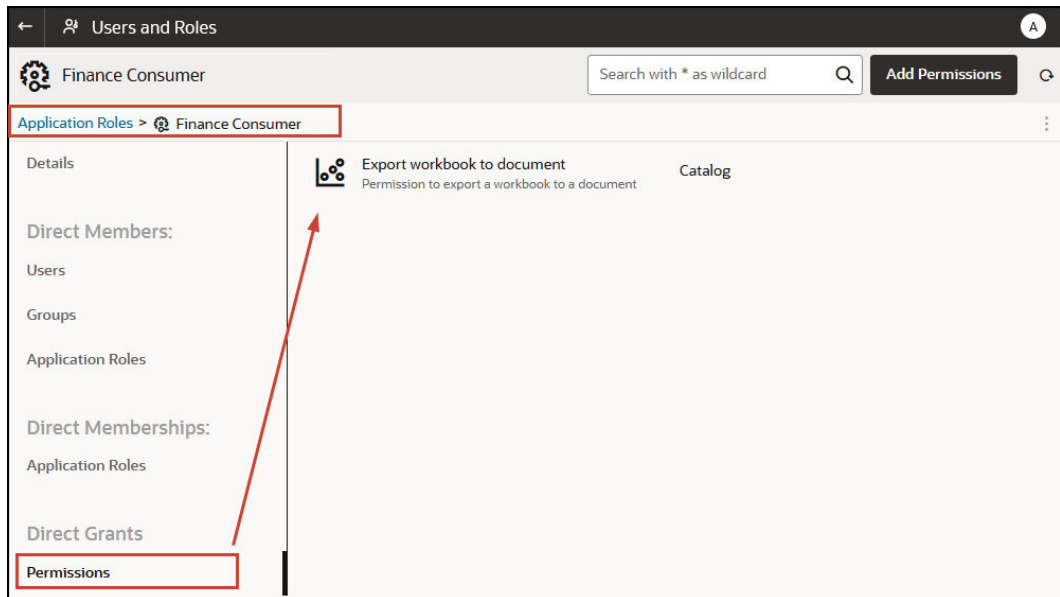 Users and Roles
A
Finance Consumer
Search with * as wildcard
Add Permissions
Application Roles > Finance Consumer
Details
Export workbook to document
Permission to export a workbook to a document
Catalog
Direct Members:
Users
Groups
Application Roles
Direct Memberships:
Application Roles
Direct Grants
Permissions